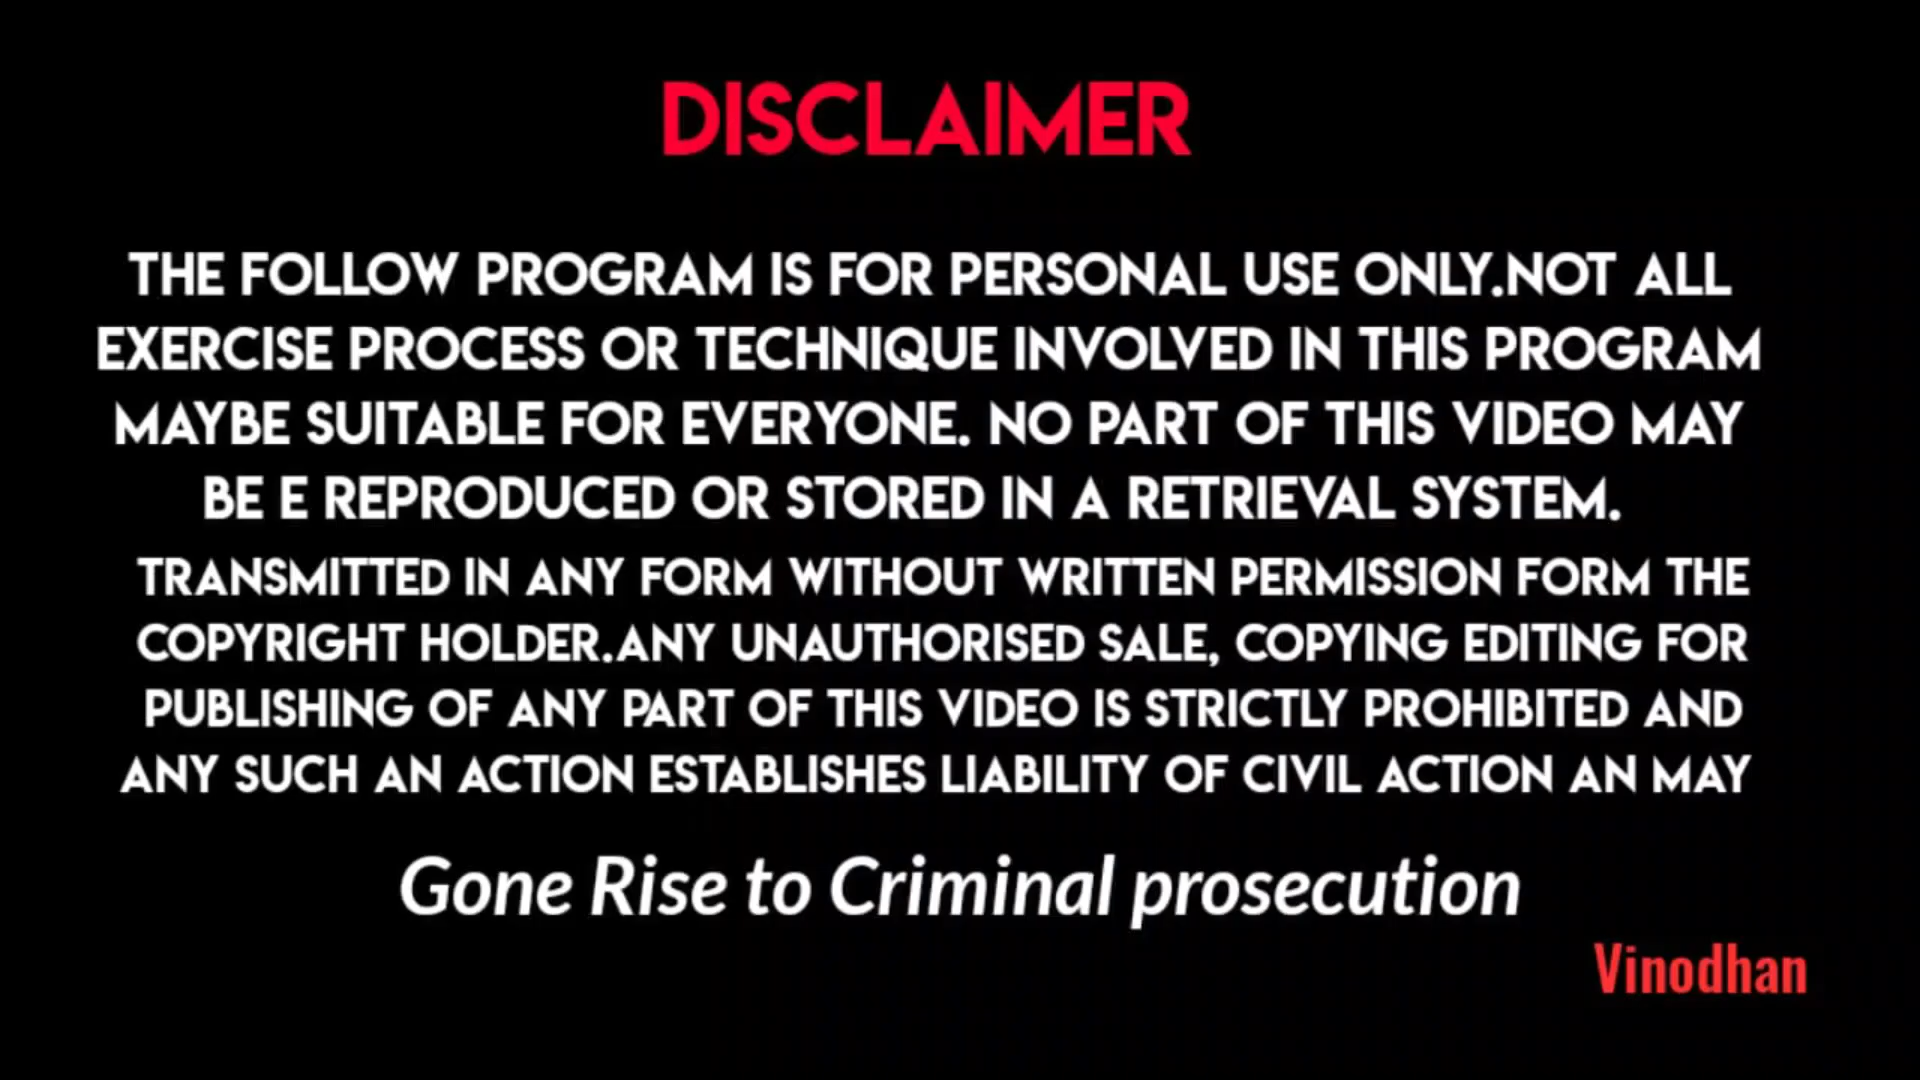 DISCLAIMER
THE FOLLOW PROGRAM IS FOR PERSONAL USE ONLY.NOT ALL
EXERCISE PROCESS OR TECHNIQUE INVOLVED IN THIS PROGRAM
MAYBE SUITABLE FOR EVERYONE. NO PART OF THIS VIDEO MAY
BE E REPRODUCED OR STORED IN A RETRIEVAL SYSTEM.
TRANSMITTED IN ANY FORM WITHOUT WRITTEN PERMISSION FORM THE
COPYRIGHT HOLDER.ANY UNAUTHORISED SALE, COPYING EDITING FOR
PUBLISHING OF ANY PART OF THIS VIDEO IS STRICTLY PROHIBITED AND
ANY SUCH AN ACTION ESTABLISHES LIABILITY OF CIVIL ACTION AN MAY
Gone Rise to Criminal prosecution
Vinodhan